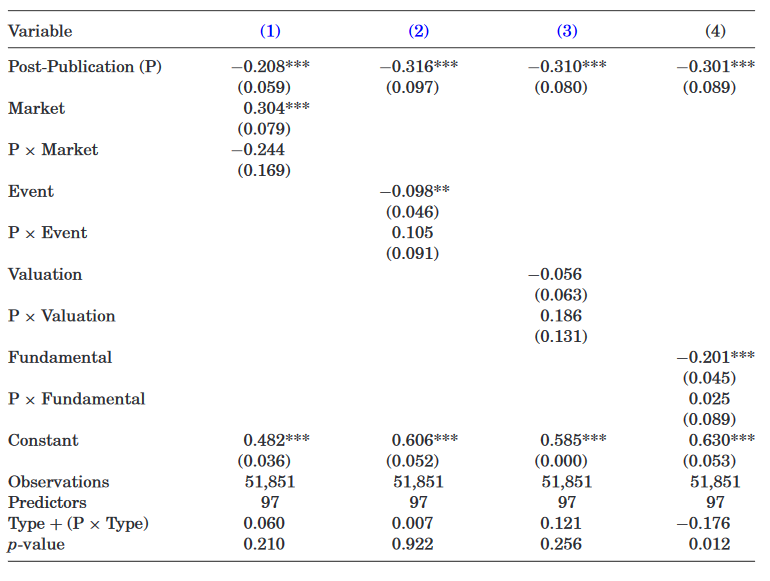 Variable (1) (2) (3) (4)
Post-Publication (P) −0.208*** −0.316*** −0.310*** −0.301***
(0.059) (0.097) (0.080) (0.089)
Market 0.304***
(0.079)
P × Market −0.244
(0.169)
Event −0.098**
(0.046)
P × Event 0.105
(0.091)
Valuation −0.056
(0.063)
P × Valuation 0.186
(0.131)
Fundamental −0.201***
(0.045)
P × Fundamental 0.025
(0.089)
Constant 0.482*** 0.606*** 0.585*** 0.630***
(0.036) (0.052) (0.000) (0.053)
Observations 51,851 51,851 51,851 51,851
Predictors 97 97 97 97
Type + (P × Type) 0.060 0.007 0.121 −0.176
p-value 0.210 0.922 0.256 0.012